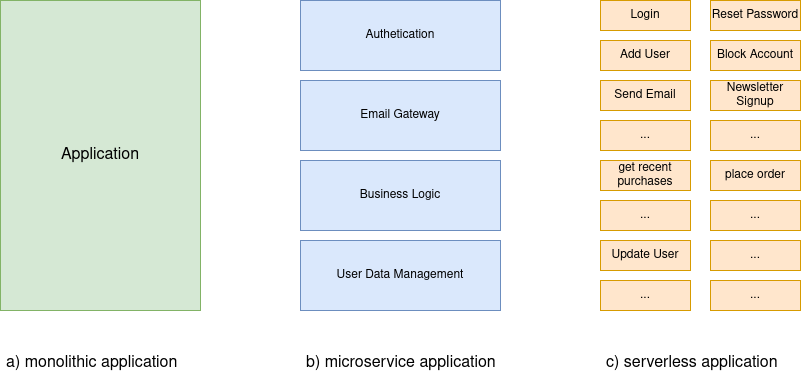 Application
Authetication
Email Gateway
Business Logic
User Data Management
Login
Reset Password
Add User
Block Account
Send Email
Newsletter
Signup
...
...
get recent
purchases
place order
...
...
Update User
...
...
...
a) monolithic application
b) microservice application
c) serverless application